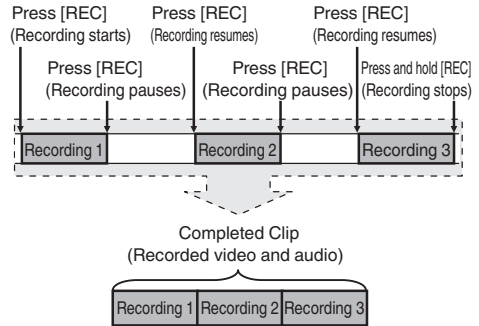 Press [REC]
(Recording starts)
Press [REC]
(Recording resumes)
Press [REC]
(Recording resumes)
Press [REC]
(Recording pauses)
Press [REC]
(Recording pauses)
Press and hold [REC]
(Recording stops)
Recording 1
Recording 2
Recording 3
Completed Clip
(Recorded video and audio)
Recording 1
Recording 2
Recording 3